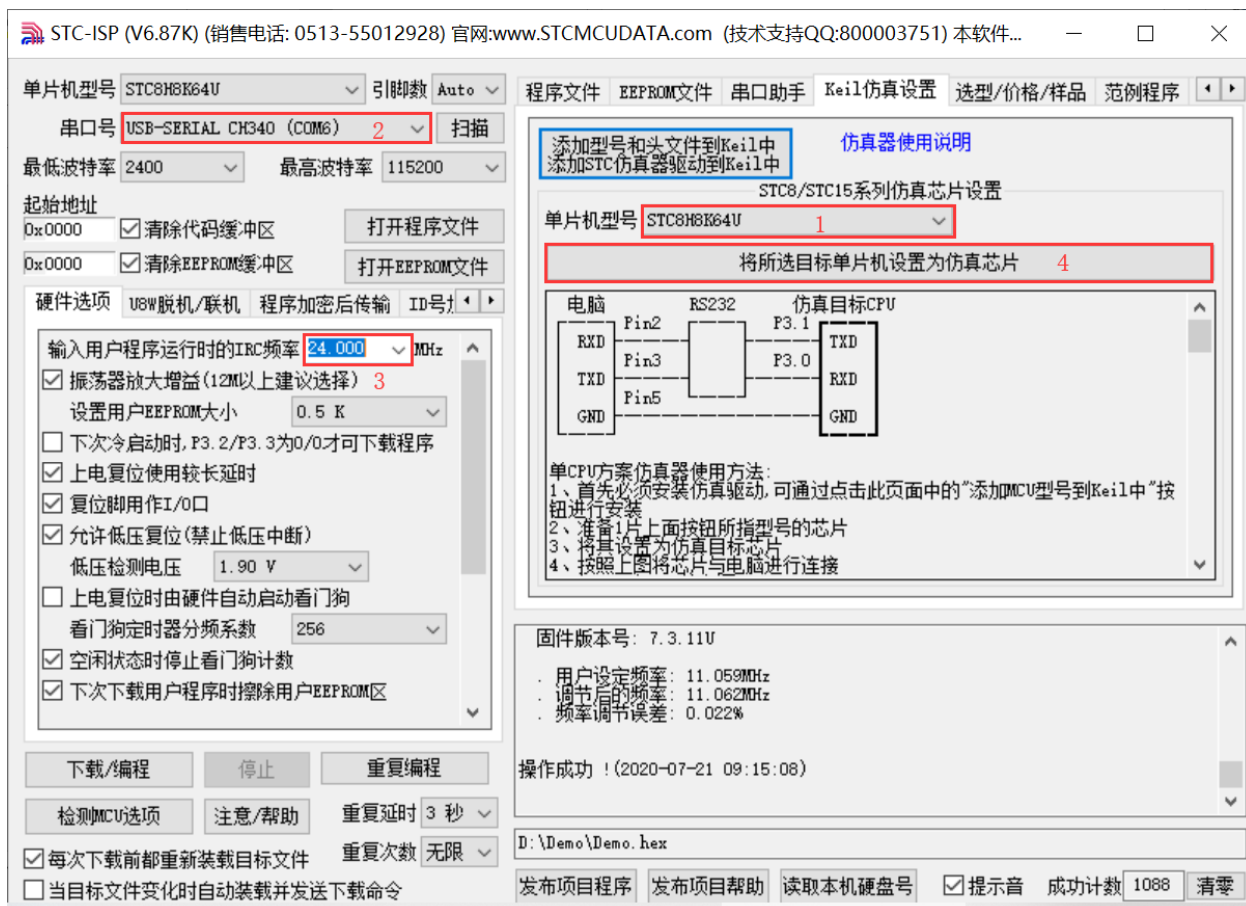 STC-ISP (V6.87K) (销售电话: 0513-55012928) 官网:www.STCMCUDATA.com (技术支持QQ:800003751) 本软件...
单片机型号 STC8H8K64U 引脚数 Auto
串口号 USB-SERIAL CH340 (COM6) 2 扫描
最低波特率 2400 最高波特率 115200
起始地址
0x0000 清除代码缓冲区 打开程序文件
0x0000 清除EEPROM缓冲区 打开EEPROM文件
硬件选项 U8W脱机/联机 程序加密后传输 ID号
输入用户程序运行时的IRC频率 24.000 MHz
振荡器放大增益(12M以上建议选择) 3
设置用户EEPROM大小 0.5 K
下次冷启动时,P3.2/P3.3为0/0才可下载程序
上电复位使用较长延时
复位脚用作I/O口
允许低压复位(禁止低压中断)
低压检测电压 1.90 V
上电复位时由硬件自动启动看门狗
看门狗定时器分频系数 256
空闲状态时停止看门狗计数
下次下载用户程序时擦除用户EEPROM区
下载/编程 停止 重复编程
检测MCU选项 注意/帮助 重复延时 3 秒
重复次数 无限
每次下载前都重新装载目标文件
当目标文件变化时自动装载并发送下载命令
程序文件 EEPROM文件 串口助手 Keil仿真设置 选型/价格/样品 范例程序
添加型号和头文件到Keil中
添加STC仿真器驱动到Keil中
仿真器使用说明
STC8/STC15系列仿真芯片设置
单片机型号 STC8H8K64U 1
将所选目标单片机设置为仿真芯片 4
电脑 RS232 仿真目标CPU
Pin2 P3.1
RXD TXD
Pin3 P3.0
TXD RXD
Pin5
GND GND
单CPU方案仿真器使用方法:
1、首先必须安装仿真驱动,可通过点击此页面中的"添加MCU型号到Keil中"按
钮进行安装
2、准备1片上面按钮所指型号的芯片
3、将其设置为仿真目标芯片
4、按照上图将芯片与电脑进行连接
固件版本号: 7.3.11U
. 用户设定频率: 11.059MHz
. 调节后的频率: 11.062MHz
. 频率调节误差: 0.022%
操作成功 !(2020-07-21 09:15:08)
D:\Demo\Demo.hex
发布项目程序 发布项目帮助 读取本机硬盘号 提示音 成功计数 1088 清零